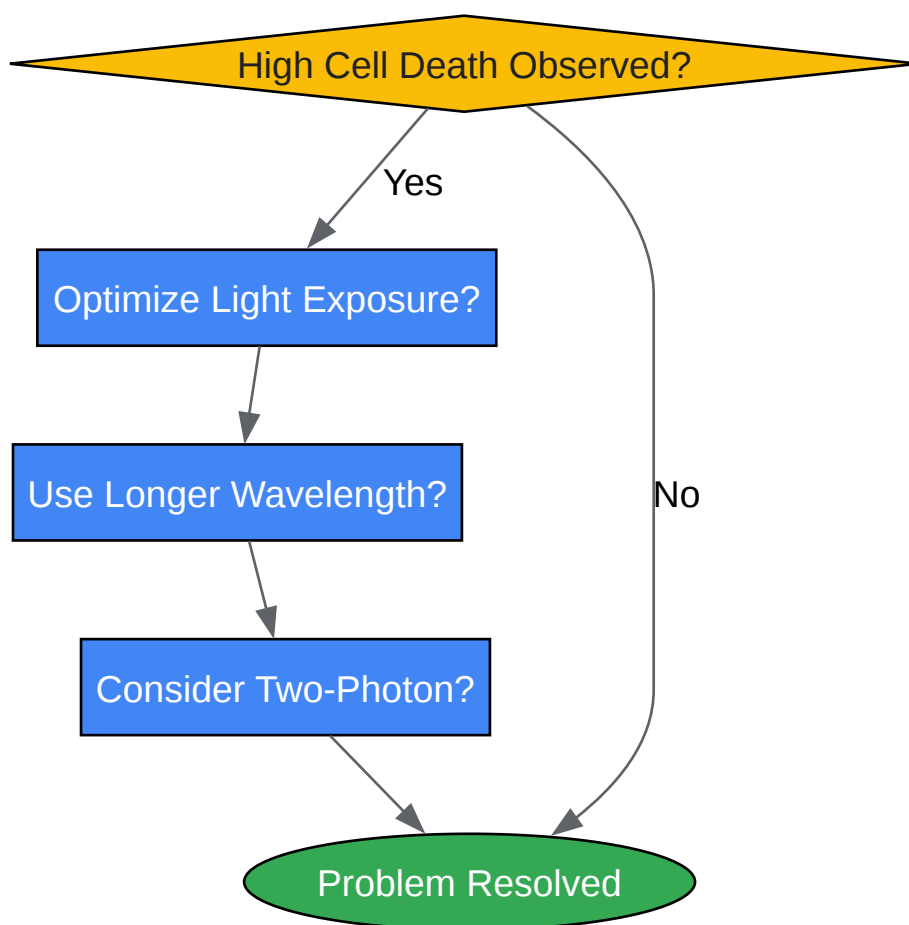 High Cell Death Observed?
Yes
Optimize Light Exposure?
Use Longer Wavelength?
No
Consider Two-Photon?
Problem Resolved